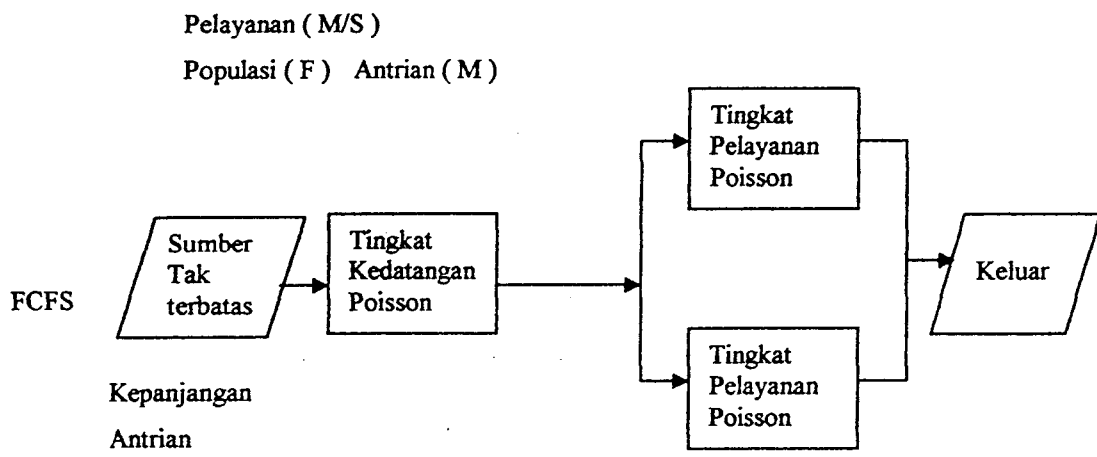 Pelayanan ( M/S )
Populasi ( F ) Antrian ( M )
Tingkat
Pelayanan
Poisson
Sumber
Tak
terbatas
Tingkat
Kedatangan
Poisson
Keluar
FCFS
Tingkat
Pelayanan
Poisson
Kepanjangan
Antrian